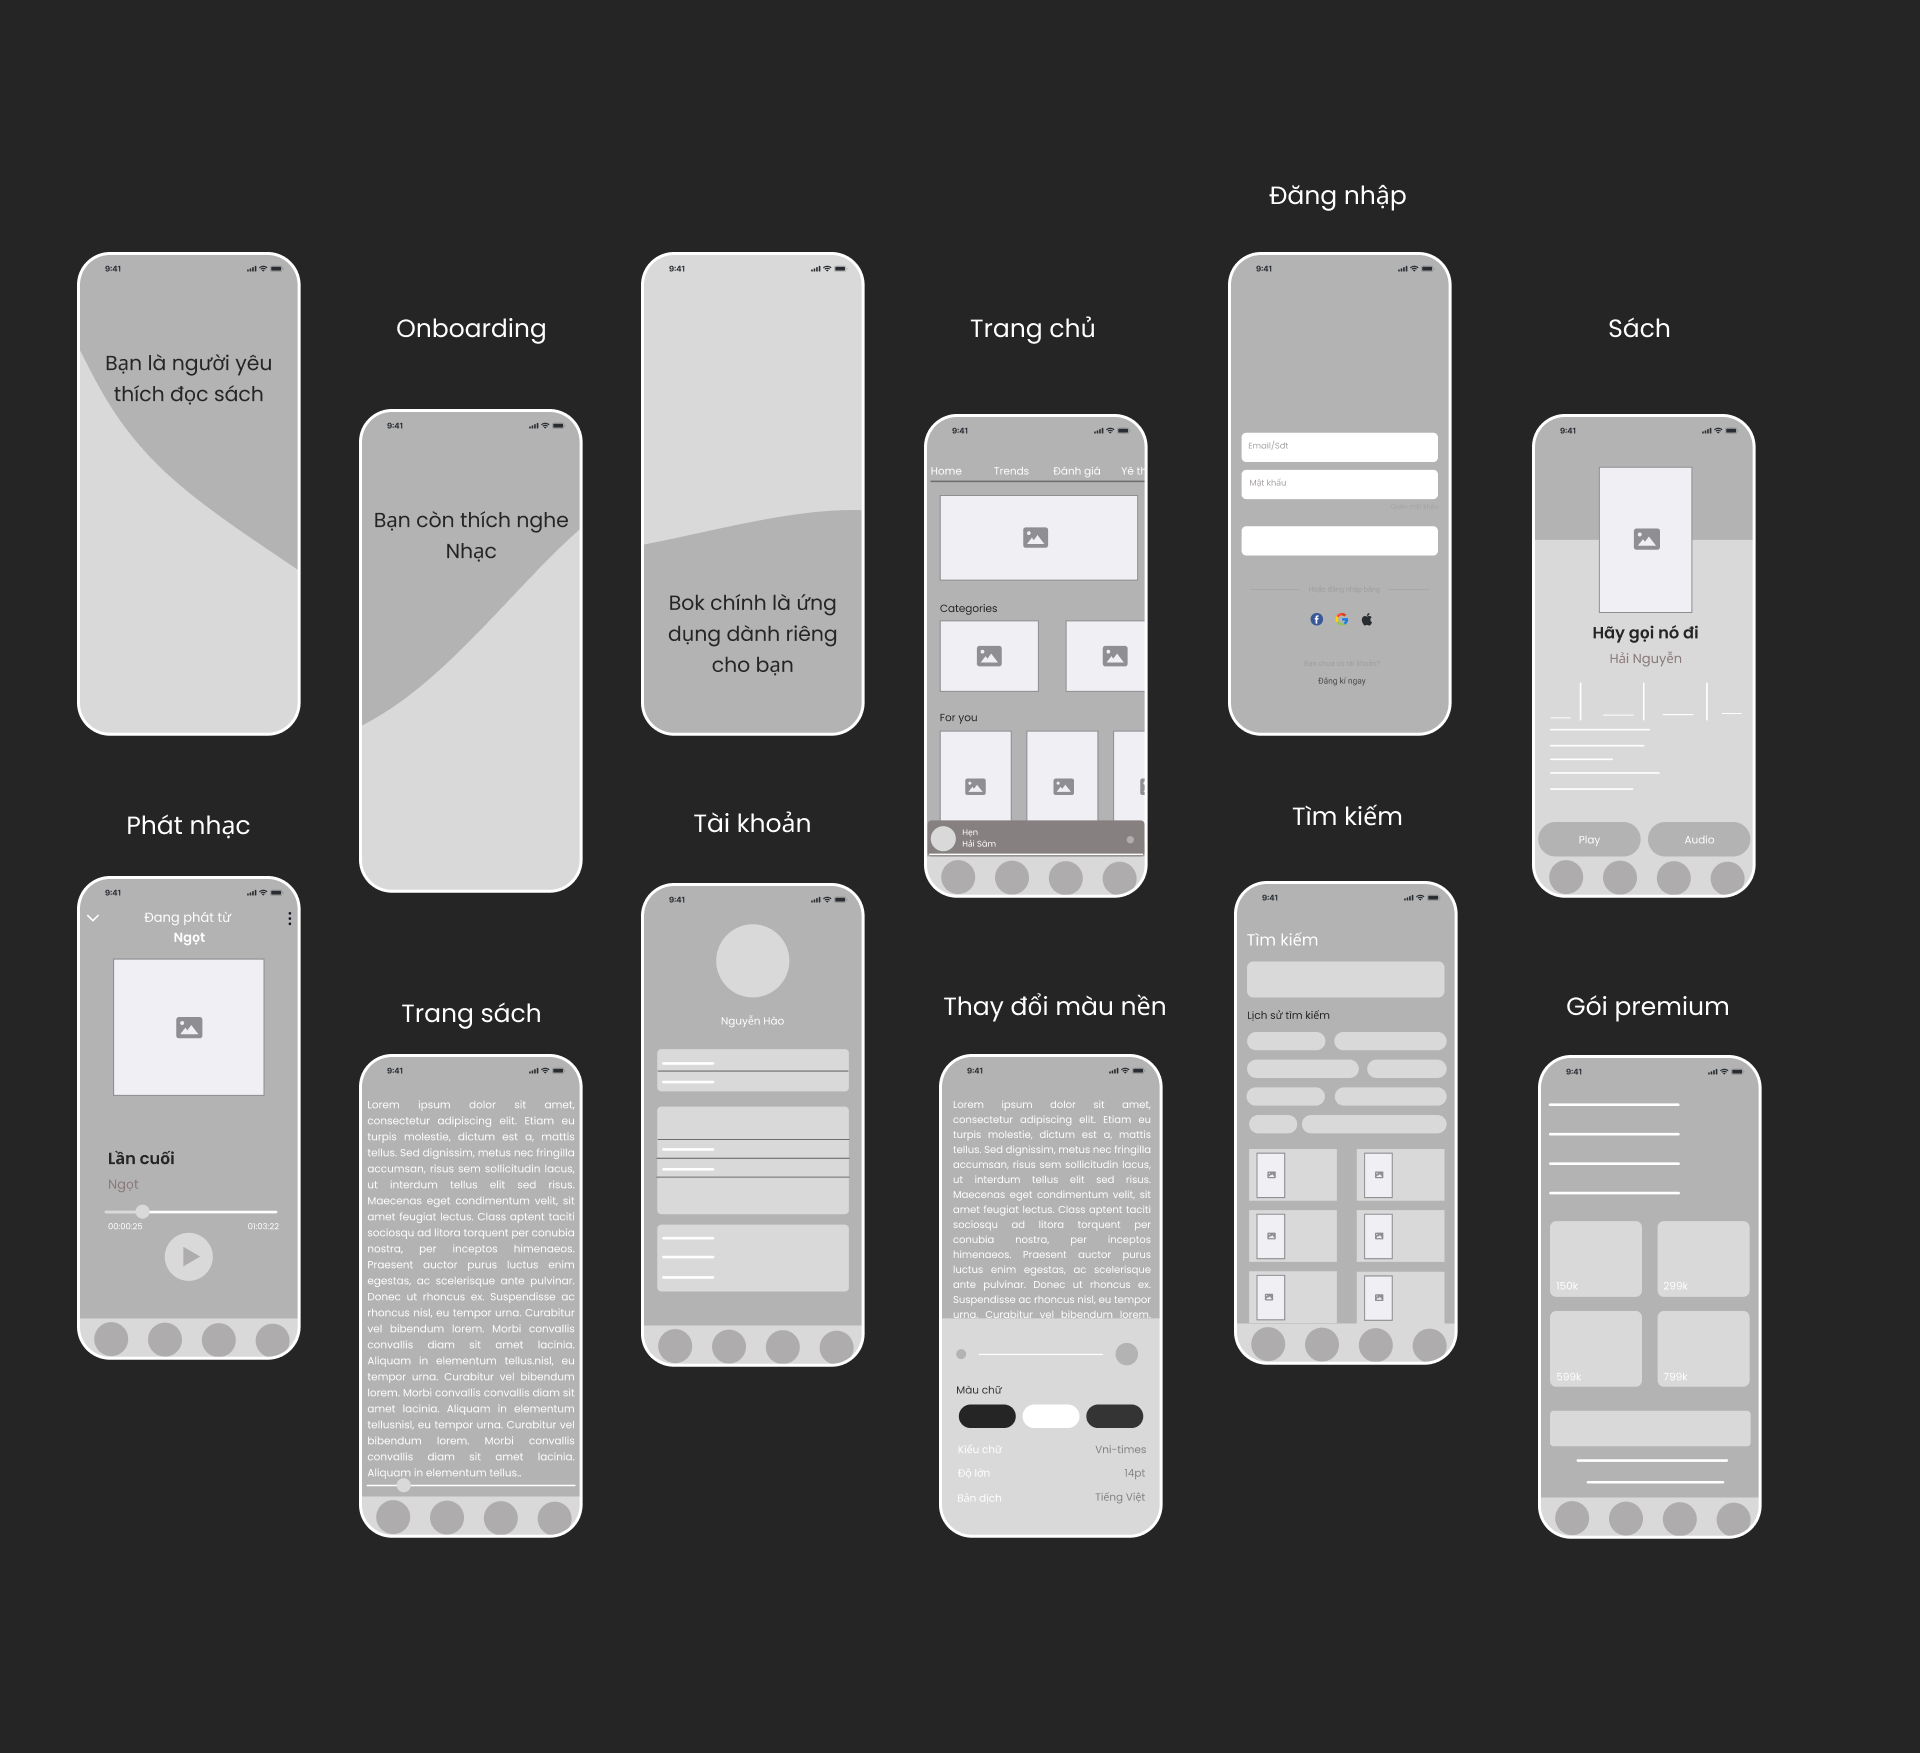 Đăng nhập
9:41
Bạn là người yêu
thích đọc sách
Onboarding
9:41
Bạn còn thích nghe
Nhạc
9:41
Bok chính là ứng
dụng dành riêng
cho bạn
Trang chủ
9:41
Home Trends Đánh giá Yê th
Categories
For you
Hẹn
Hải Sâm
9:41
Email/Sdt
Mật khẩu
Quên mật khẩu
Hoặc đăng nhập bằng
Bạn chưa có tài khoản?
Đăng kí ngay
Sách
9:41
Hãy gọi nó đi
Hải Nguyễn
Play
Audio
Phát nhạc
9:41
Đang phát từ
Ngọt
Lần cuối
Ngọt
00:00:25 01:03:22
Trang sách
9:41
Lorem ipsum dolor sit amet,
consectetur adipiscing elit. Etiam eu
turpis molestie, dictum est a, mattis
tellus. Sed dignissim, metus nec fringilla
accumsan, risus sem sollicitudin lacus,
ut interdum tellus elit sed risus.
Maecenas eget condimentum velit, sit
amet feugiat lectus. Class aptent taciti
sociosqu ad litora torquent per conubia
nostra, per inceptos himenaeos.
Praesent auctor purus luctus enim
egestas, ac scelerisque ante pulvinar.
Donec ut rhoncus ex. Suspendisse ac
rhoncus nisl, eu tempor urna. Curabitur
vel bibendum lorem. Morbi convallis
convallis diam sit amet lacinia.
Aliquam in elementum tellus.nisl, eu
tempor urna. Curabitur vel bibendum
lorem. Morbi convallis convallis diam sit
amet lacinia. Aliquam in elementum
tellusnisl, eu tempor urna. Curabitur vel
bibendum lorem. Morbi convallis
convallis diam sit amet lacinia.
Aliquam in elementum tellus..
Tài khoản
9:41
Nguyễn Hảo
Thay đổi màu nền
9:41
Lorem ipsum dolor sit amet,
consectetur adipiscing elit. Etiam eu
turpis molestie, dictum est a, mattis
tellus. Sed dignissim, metus nec fringilla
accumsan, risus sem sollicitudin lacus,
ut interdum tellus elit sed risus.
Maecenas eget condimentum velit, sit
amet feugiat lectus. Class aptent taciti
sociosqu ad litora torquent per
conubia nostra, per inceptos
himenaeos. Praesent auctor purus
luctus enim egestas, ac scelerisque
ante pulvinar. Donec ut rhoncus ex.
Suspendisse ac rhoncus nisl, eu tempor
urna. Curabitur vel bibendum lorem.
Màu chữ
Kiểu chữ Vni-times
Độ lớn 14pt
Bản dịch Tiếng Việt
Tìm kiếm
9:41
Tìm kiếm
Lịch sử tìm kiếm
Gói premium
9:41
150k 299k
599k 799k